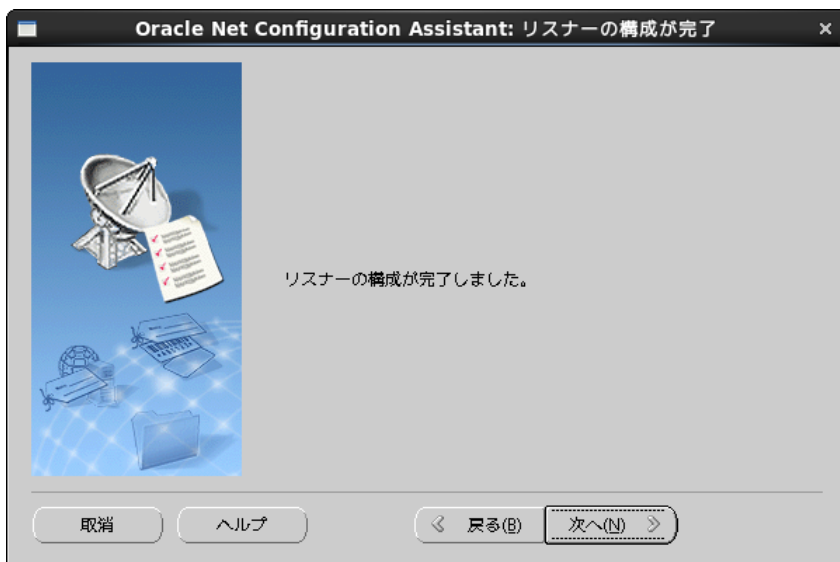 Oracle Net Configuration Assistant: リスナーの構成が完了
リスナーの構成が完了しました。
取消
ヘルプ
戻る(B)
次へ(N)